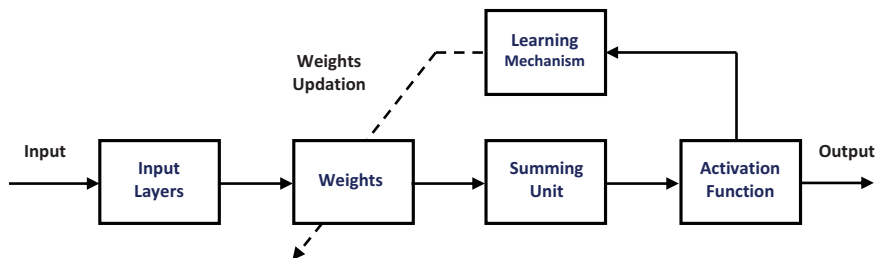 Learning
Mechanism
Weights
Updation
Input
Input
Layers
Weights
Summing
Unit
Activation
Function
Output